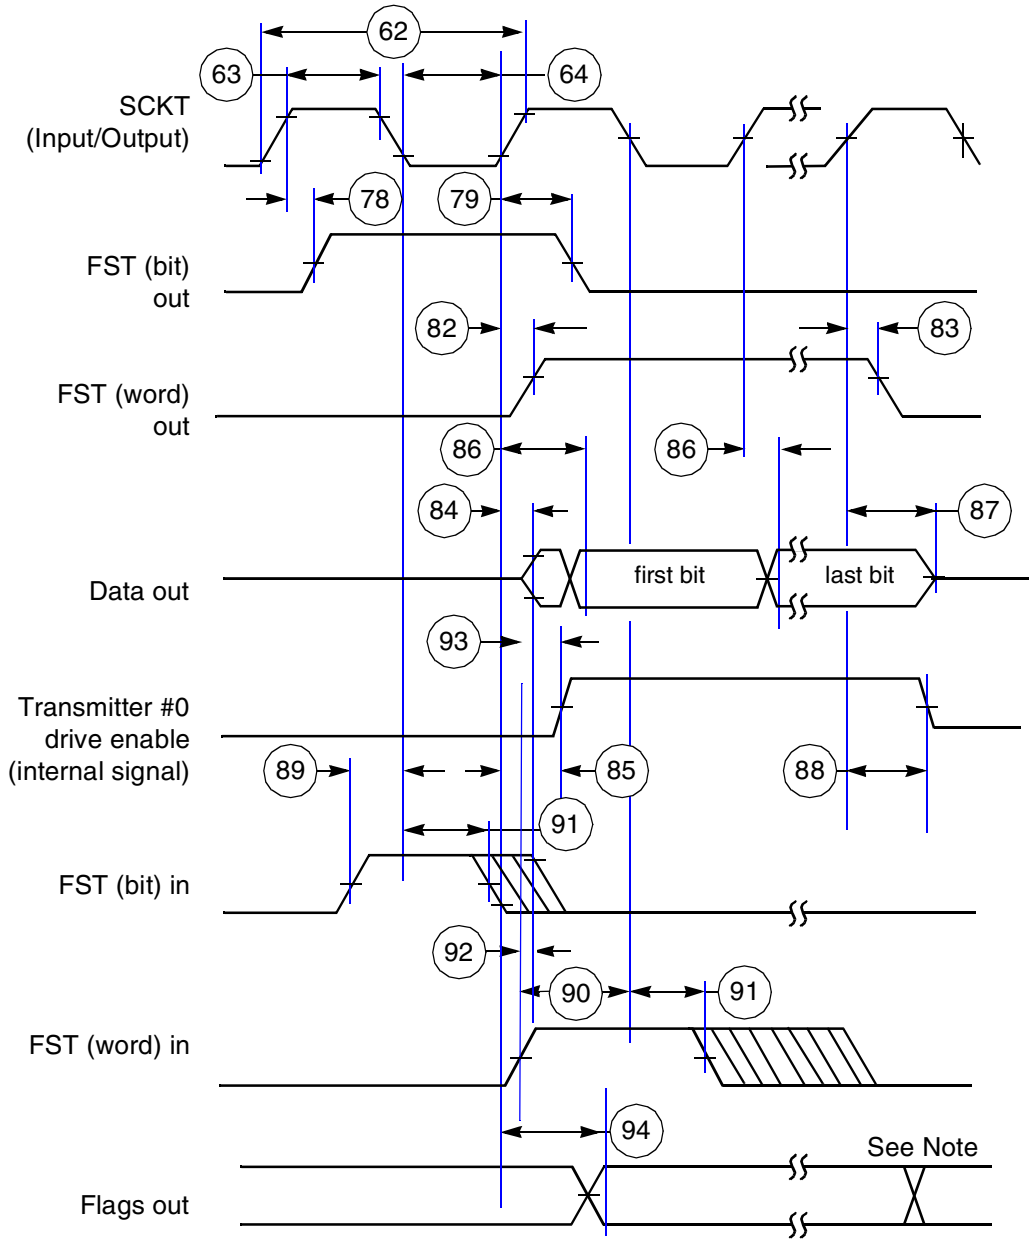 62
63
64
SCKT
(Input/Output)
78
79
FST (bit)
out
82
83
FST (word)
out
86
86
84
87
first bit
last bit
Data out
93
Transmitter #0
drive enable
(internal signal)
89
85
88
91
FST (bit) in
92
90
91
FST (word) in
94
See Note
Flags out